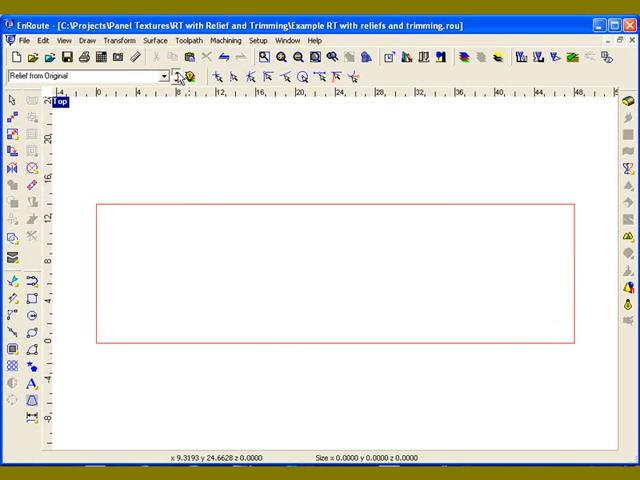 EnRoute - [C:\Projects\Panel Textures\RT with Relief and Trimming\Example RT with reliefs and trimming.rou]
File Edit View Draw Transform Surface Toolpath Machining Setup Window Help
Relief from Original
-4 0 4 8 12 16 20 24 28 32 36 40 44 48 52
Top
20
16
12
8
4
0
-4
-8
x 9.3193 y 24.6628 z 0.0000 Size x 0.0000 y 0.0000 z 0.0000